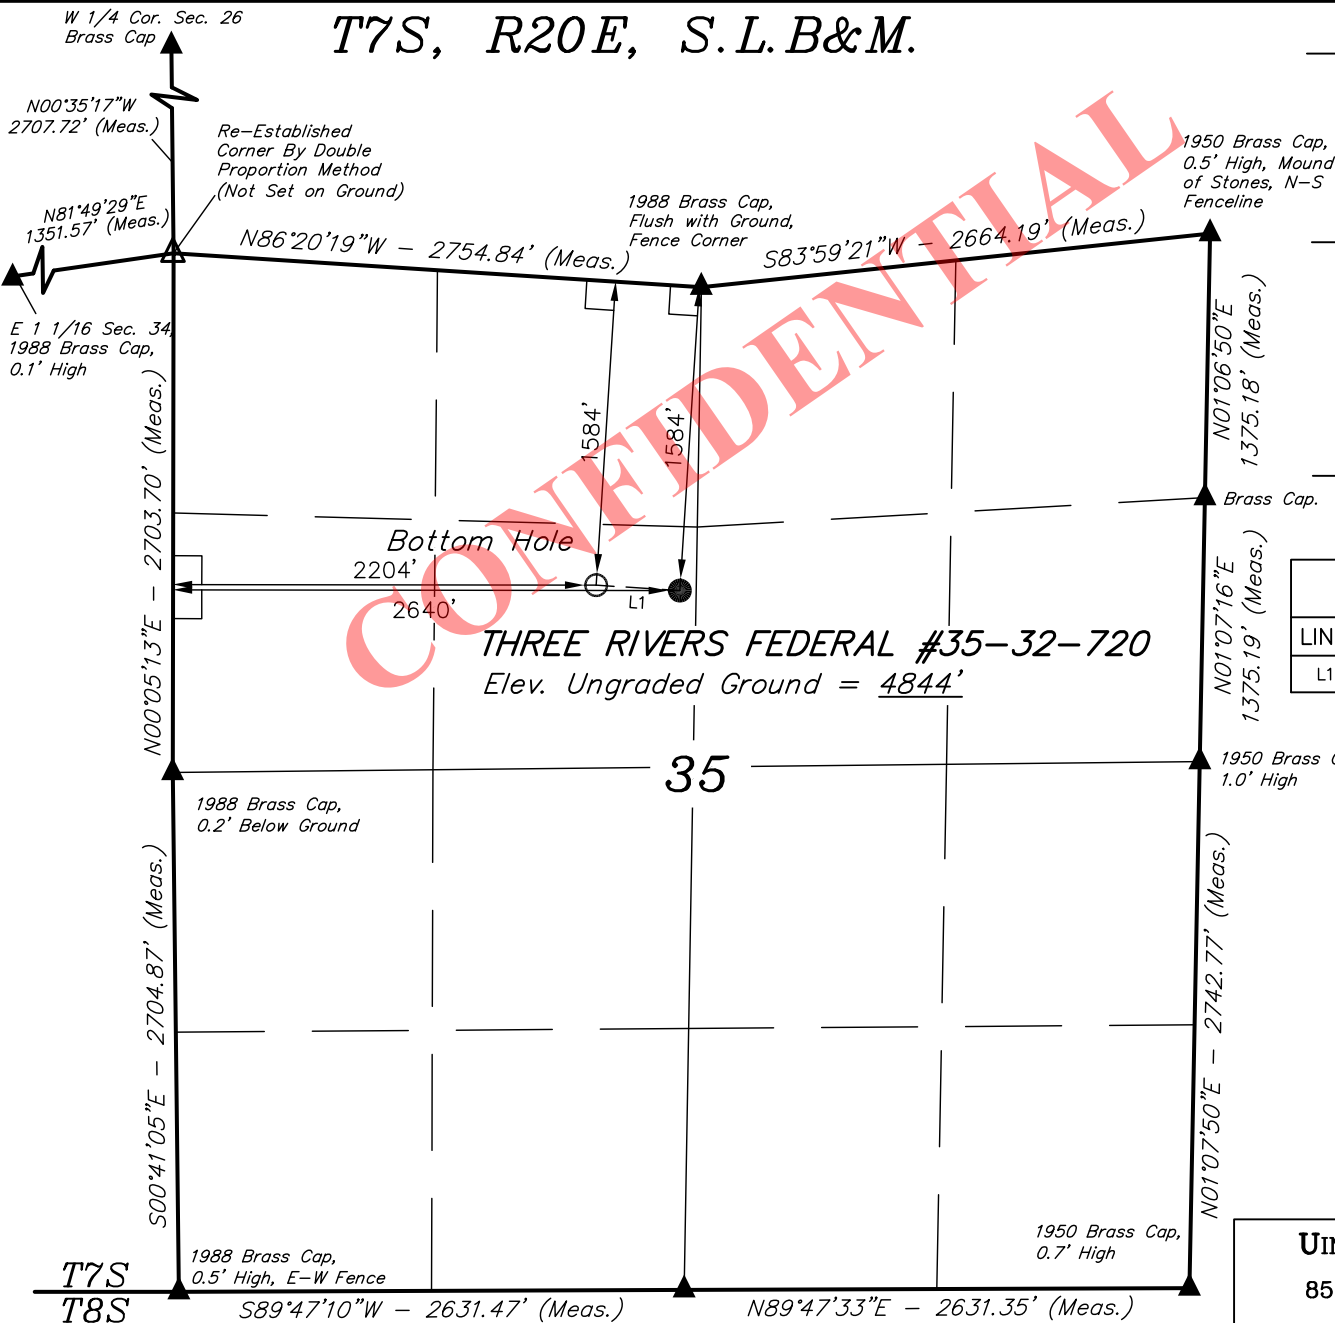 T7S, R20E, S.L.B&M.
W 1/4 Cor. Sec. 26
Brass Cap
N00°35'17"W
2707.72' (Meas.)
Re-Established
Corner By Double
Proportion Method
(Not Set on Ground)
N81°49'29"E
1351.57' (Meas.)
E 1 1/16 Sec. 34,
1988 Brass Cap,
0.1' High
N86°20'19"W - 2754.84' (Meas.)
1988 Brass Cap,
Flush with Ground,
Fence Corner
S83°59'21"W - 2664.19' (Meas.)
1950 Brass Cap,
0.5' High, Mound
of Stones, N-S
Fenceline
N01°06'50"E
1375.18' (Meas.)
Brass Cap.
N01°07'16"E
1375.19' (Meas.)
N00°05'13"E - 2703.70' (Meas.)
1584'
1584'
Bottom Hole
2204'
2640'
L1
THREE RIVERS FEDERAL #35-32-720
Elev. Ungraded Ground = 4844'
CONFIDENTIAL
LIN
L1
35
1988 Brass Cap,
0.2' Below Ground
1950 Brass C
1.0' High
S00°41'05"E - 2704.87' (Meas.)
N01°07'50"E - 2742.77' (Meas.)
1988 Brass Cap,
0.5' High, E-W Fence
1950 Brass Cap,
0.7' High
T7S
T8S
S89°47'10"W - 2631.47' (Meas.)
N89°47'33"E - 2631.35' (Meas.)
UIN
85